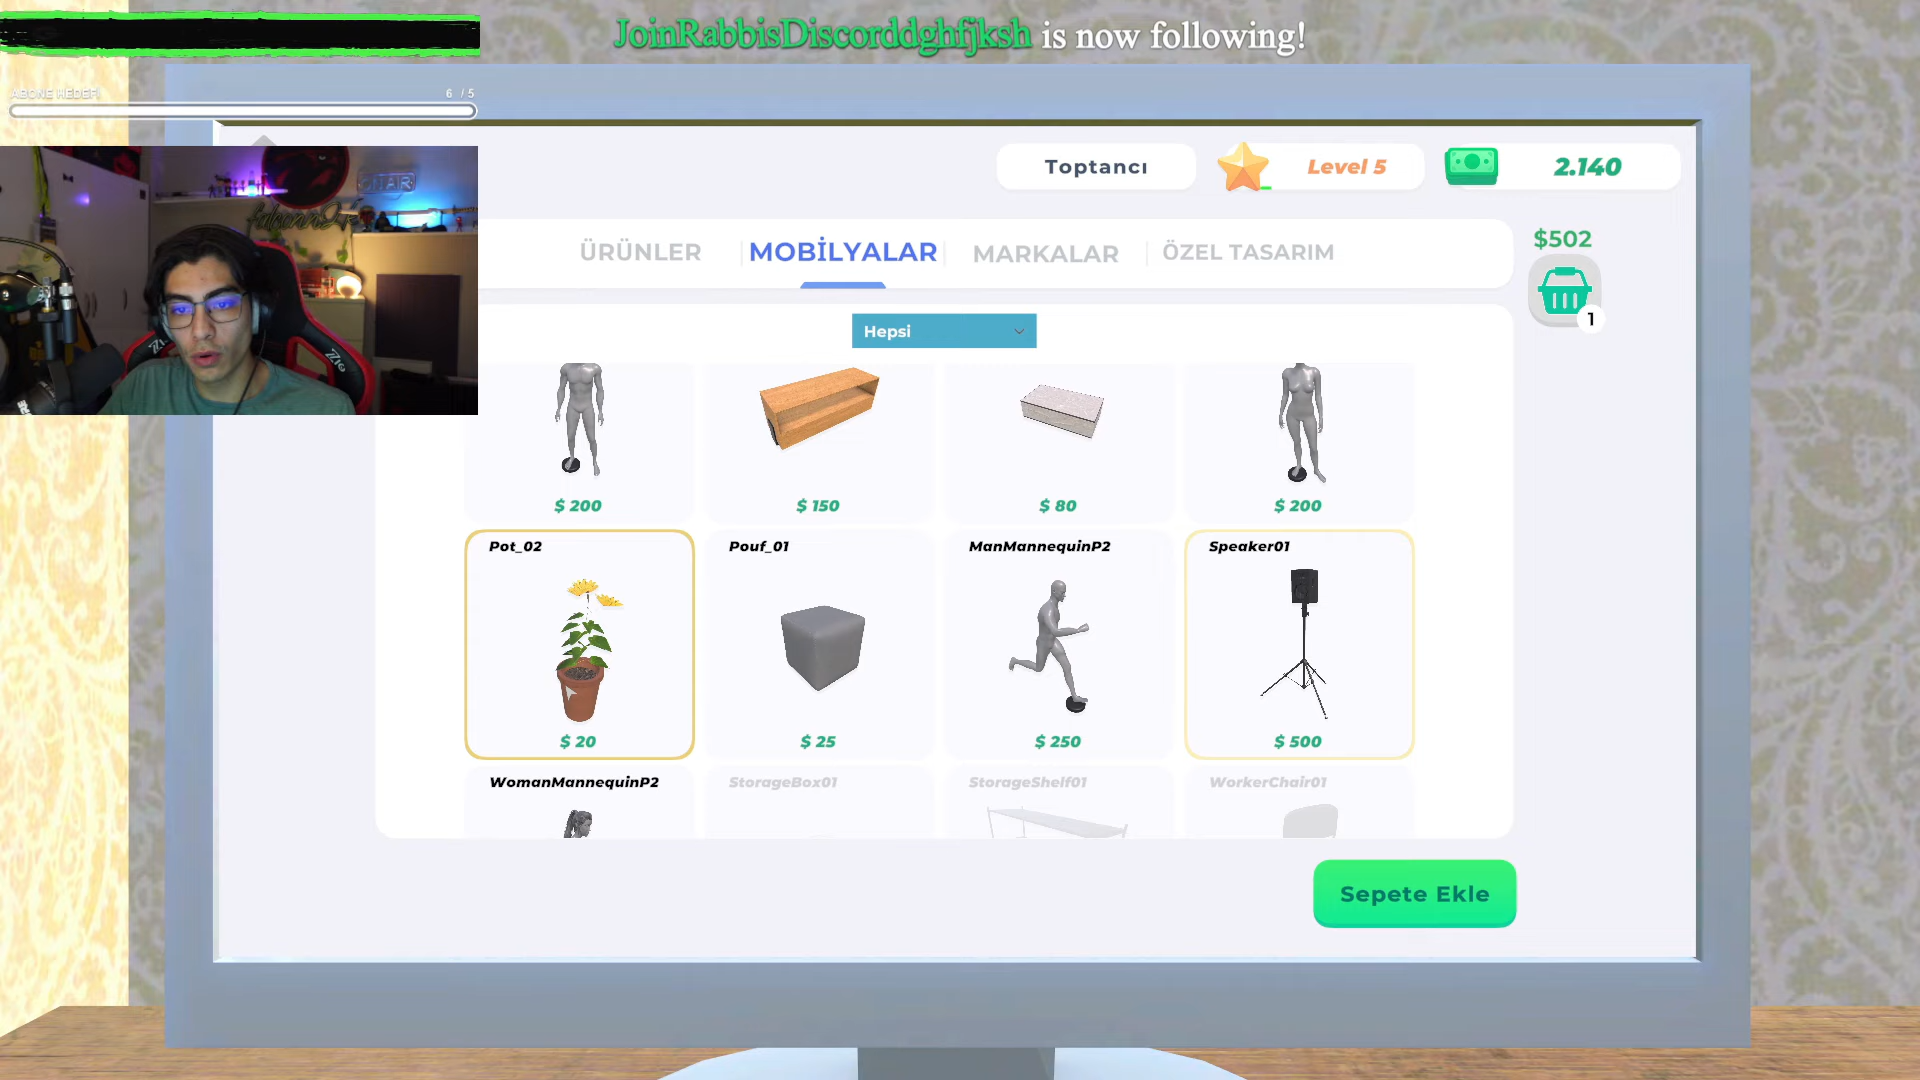 JoinRabbisDiscorddghfjksh is now following!
ABONE HEDEFİ 6 / 5
Toptancı
Level 5
2.140
ÜRÜNLER
MOBİLYALAR
MARKALAR
ÖZEL TASARIM
$502
1
Hepsi
$ 200
$ 150
$ 80
$ 200
Pot_02
Pouf_01
ManMannequinP2
Speaker01
$ 20
$ 25
$ 250
$ 500
WomanMannequinP2
StorageBox01
StorageShelf01
WorkerChair01
Sepete Ekle